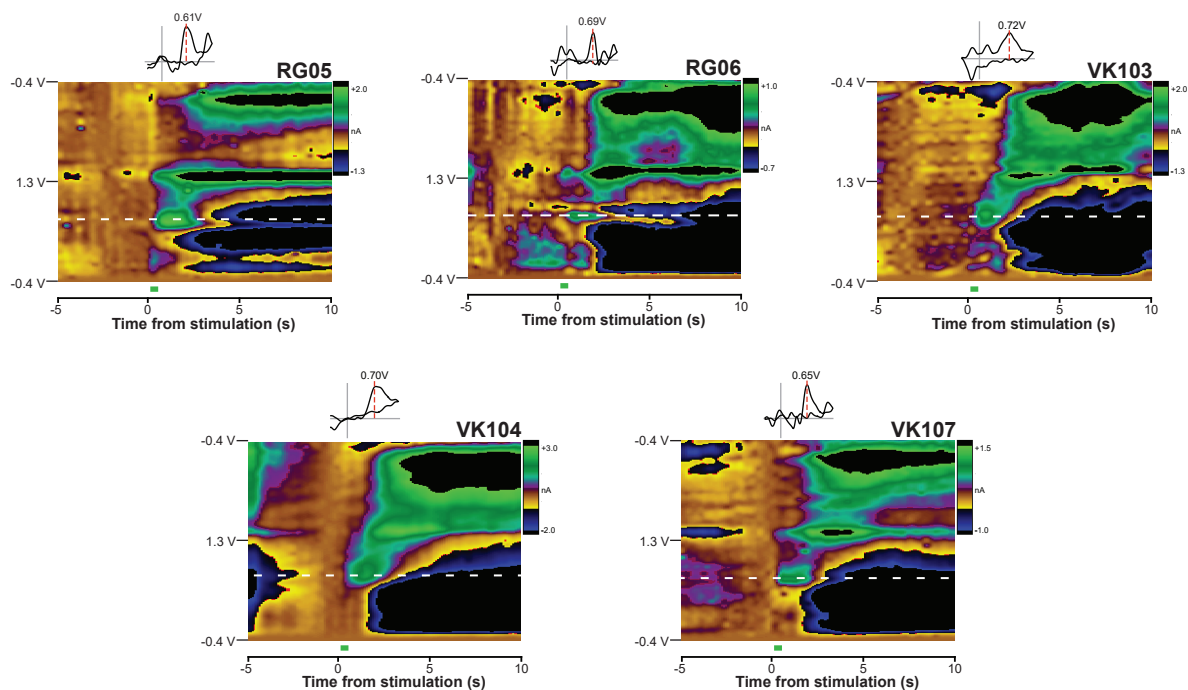 0.61V
RG05
-0.4 V
1.3 V
-0.4 V
+2.0
nA
-1.3
-5 0 5 10
Time from stimulation (s)
0.69V
RG06
-0.4 V
1.3 V
-0.4 V
+1.0
nA
-0.7
-5 0 5 10
Time from stimulation (s)
0.72V
VK103
-0.4 V
1.3 V
-0.4 V
+2.0
nA
-1.3
-5 0 5 10
Time from stimulation (s)
0.70V
VK104
-0.4 V
1.3 V
-0.4 V
+3.0
nA
-2.0
-5 0 5 10
Time from stimulation (s)
0.65V
VK107
-0.4 V
1.3 V
-0.4 V
+1.5
nA
-1.0
-5 0 5 10
Time from stimulation (s)